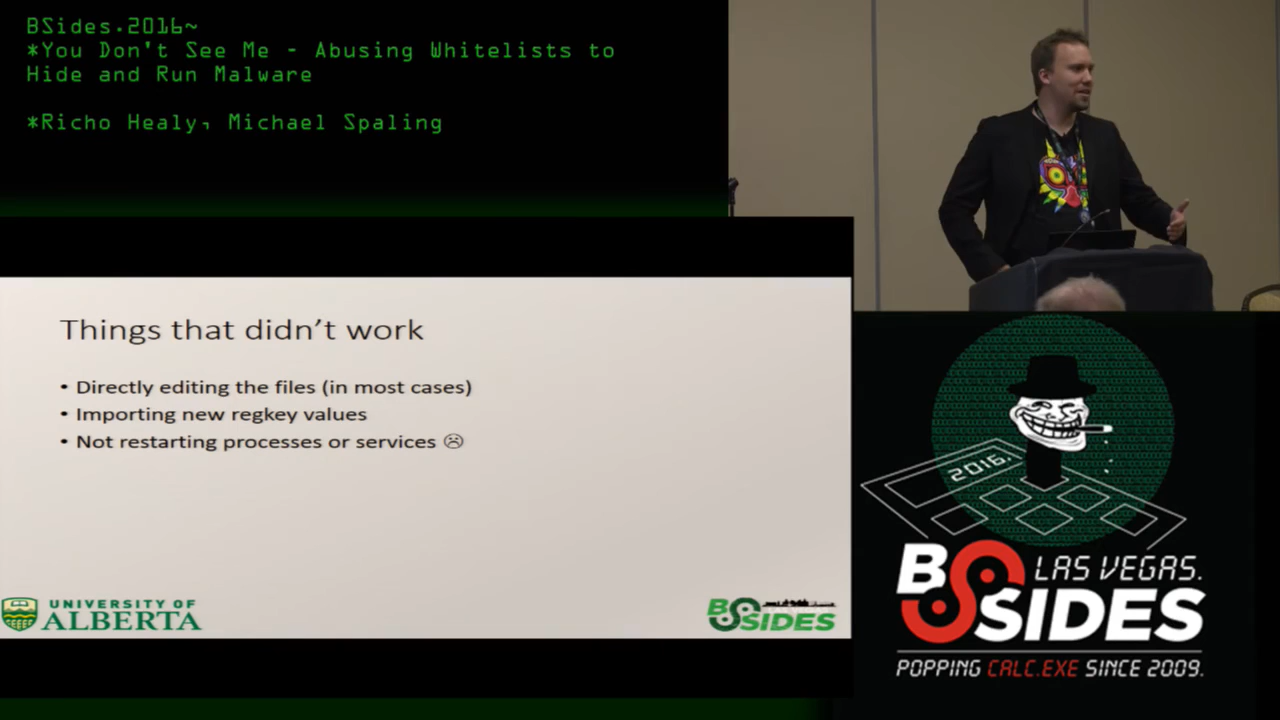 BSides.2016~
*You Don't See Me - Abusing Whitelists to
Hide and Run Malware
*Richo Healy, Michael Spaling
Things that didn't work
• Directly editing the files (in most cases)
• Importing new regkey values
• Not restarting processes or services ☹
UNIVERSITY OF
ALBERTA
BSIDES
2016.
BSIDES
LAS VEGAS.
POPPING CALC.EXE SINCE 2009.